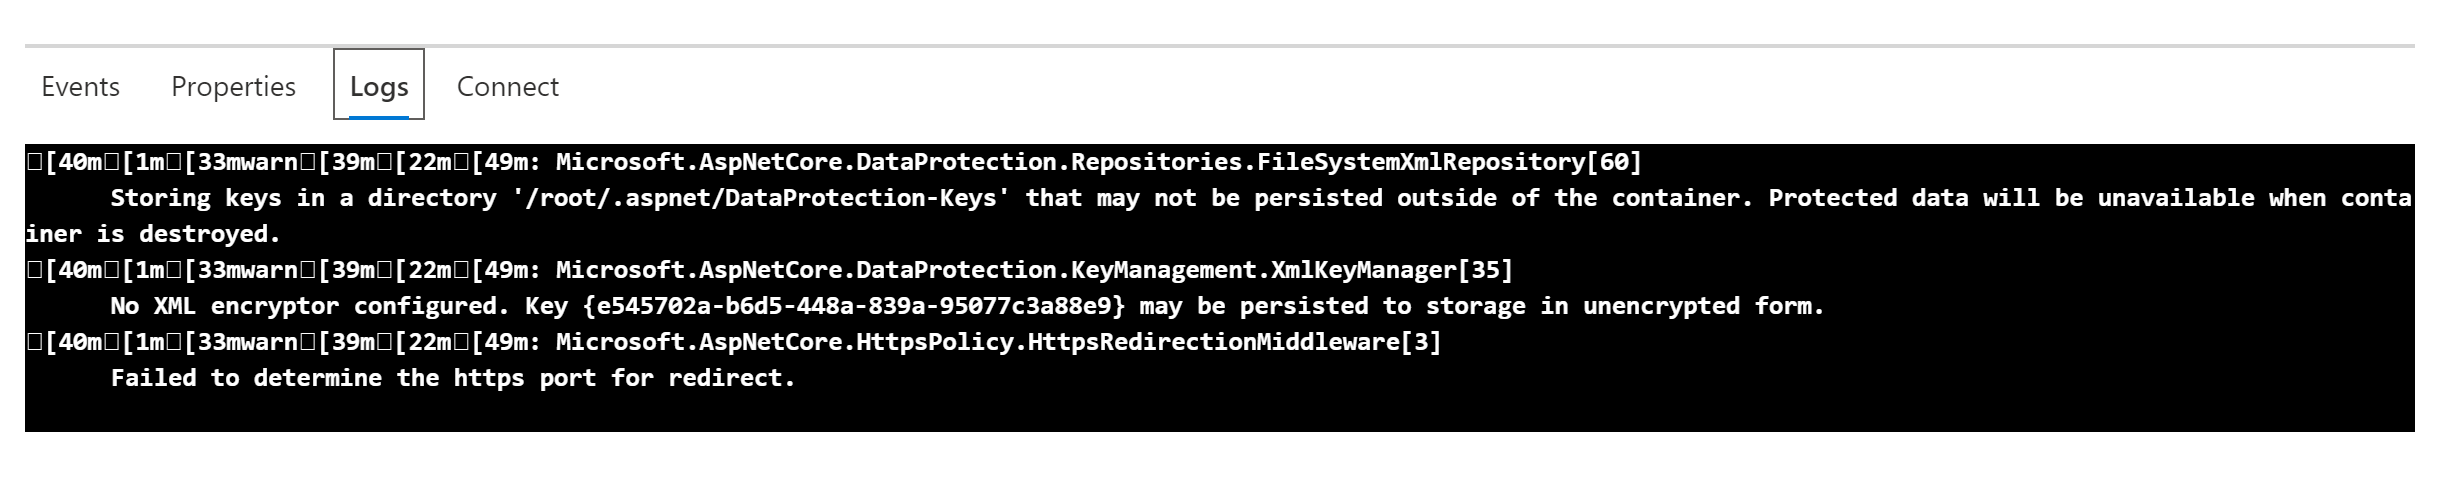 Events Properties Logs Connect
□[40m□[1m□[33mwarn□[39m□[22m□[49m: Microsoft.AspNetCore.DataProtection.Repositories.FileSystemXmlRepository[60]
Storing keys in a directory '/root/.aspnet/DataProtection-Keys' that may not be persisted outside of the container. Protected data will be unavailable when conta
iner is destroyed.
□[40m□[1m□[33mwarn□[39m□[22m□[49m: Microsoft.AspNetCore.DataProtection.KeyManagement.XmlKeyManager[35]
No XML encryptor configured. Key {e545702a-b6d5-448a-839a-95077c3a88e9} may be persisted to storage in unencrypted form.
□[40m□[1m□[33mwarn□[39m□[22m□[49m: Microsoft.AspNetCore.HttpsPolicy.HttpsRedirectionMiddleware[3]
Failed to determine the https port for redirect.